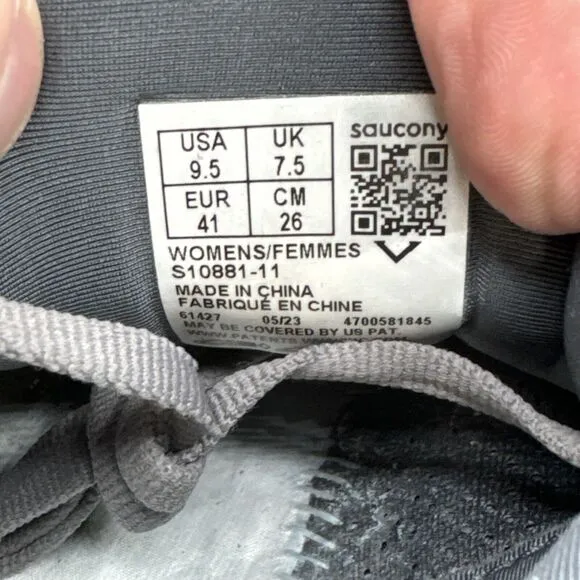 USA 9.5
UK 7.5
saucony
EUR 41
CM 26
WOMENS/FEMMES
S10881-11
MADE IN CHINA
FABRIQUÉ EN CHINE
61427 05/23 4700581845
MAY BE COVERED BY US PAT.